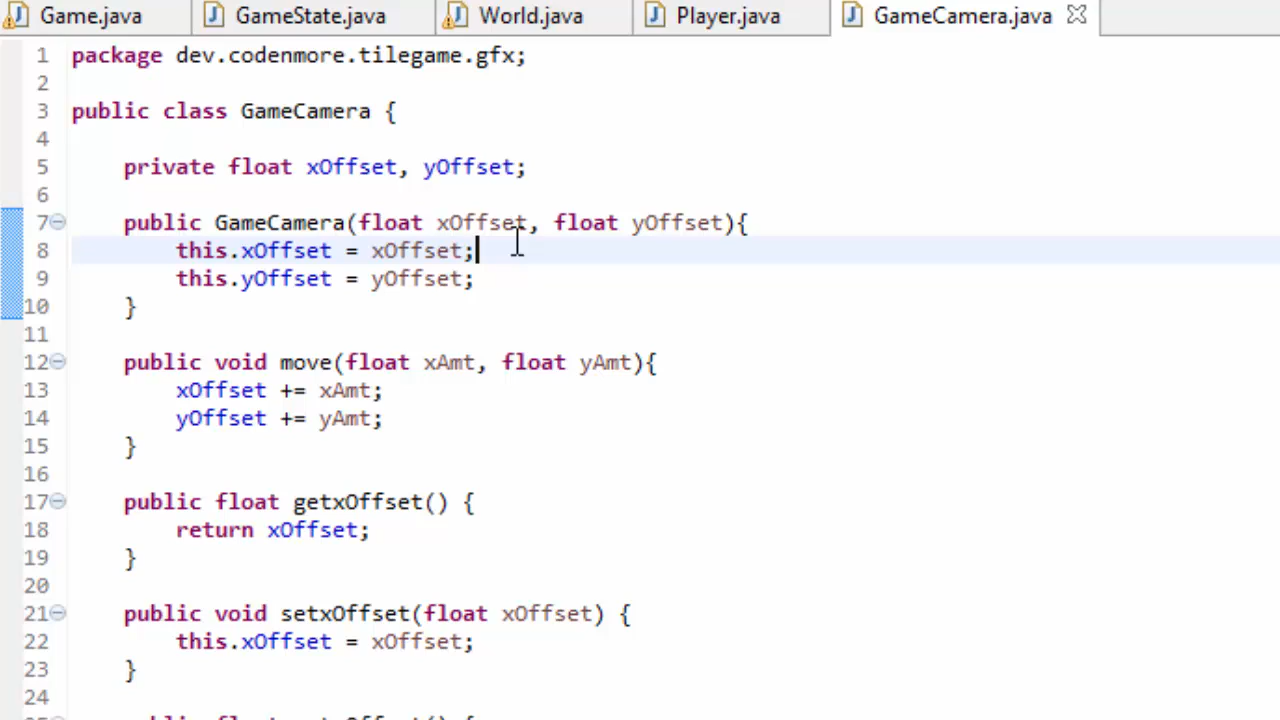 Game.java GameState.java World.java Player.java GameCamera.java
1 package dev.codenmore.tilegame.gfx;
2
3 public class GameCamera {
4
5 private float xOffset, yOffset;
6
7 public GameCamera(float xOffset, float yOffset){
8 this.xOffset = xOffset;
9 this.yOffset = yOffset;
10 }
11
12 public void move(float xAmt, float yAmt){
13 xOffset += xAmt;
14 yOffset += yAmt;
15 }
16
17 public float getxOffset() {
18 return xOffset;
19 }
20
21 public void setxOffset(float xOffset) {
22 this.xOffset = xOffset;
23 }
24